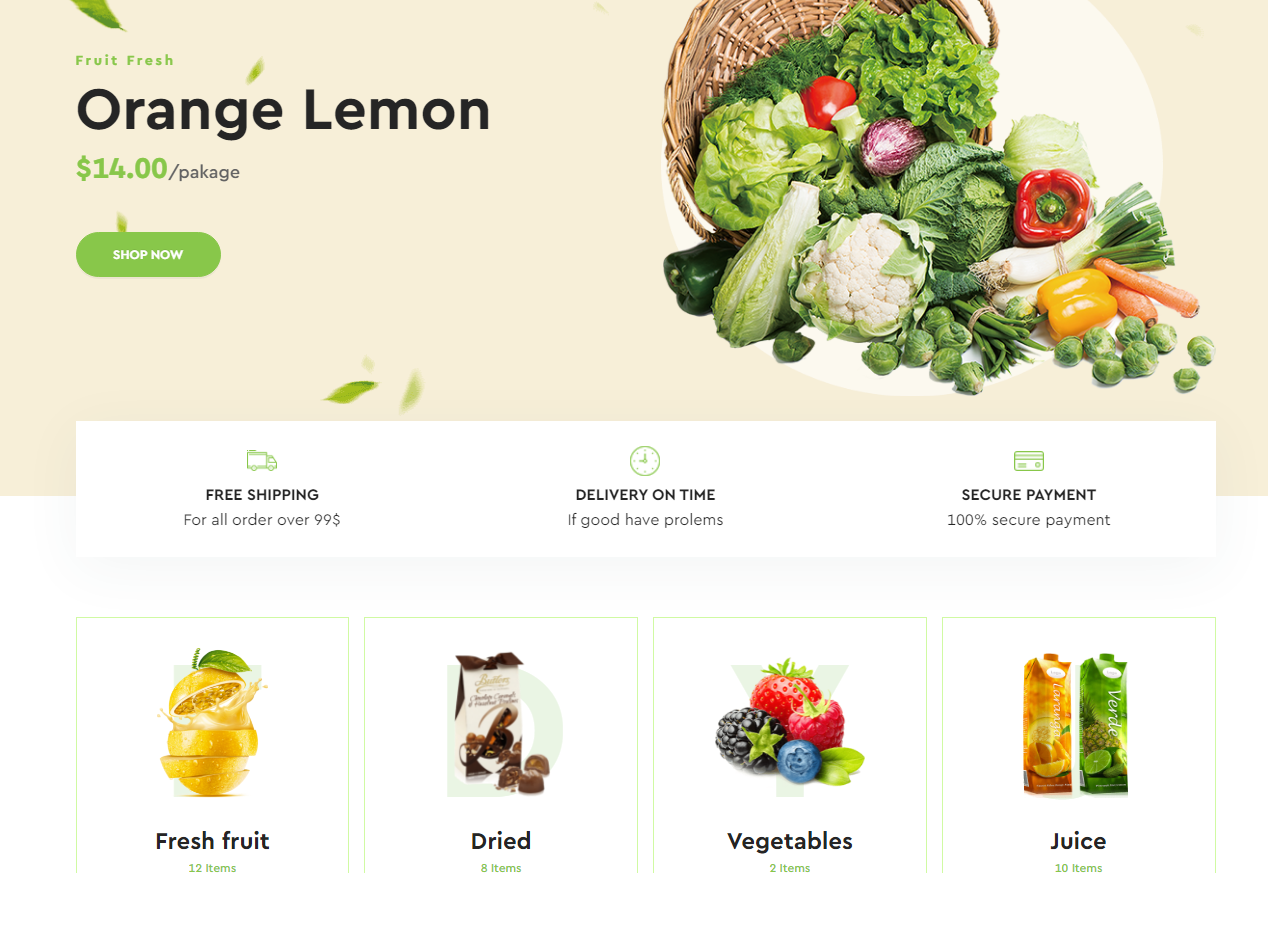 Fruit Fresh
Orange Lemon
$14.00/pakage
SHOP NOW
FREE SHIPPING
For all order over 99$
DELIVERY ON TIME
If good have prolems
SECURE PAYMENT
100% secure payment
Verde
Fresh fruit
12 Items
Dried
8 Items
Vegetables
2 Items
Juice
10 Items